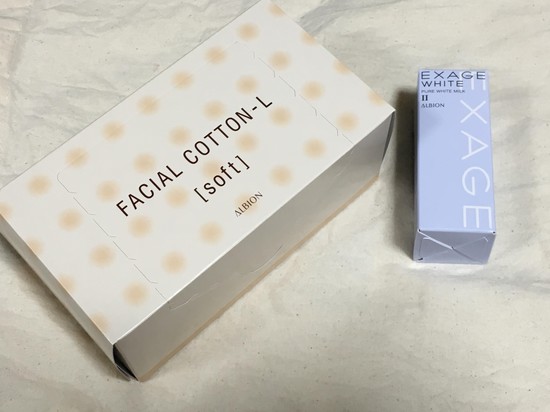 FACIAL COTTON-L
[soft]
ALBION
EXAGE
WHITE
PURE WHITE MILK
II
ALBION
EXAGE